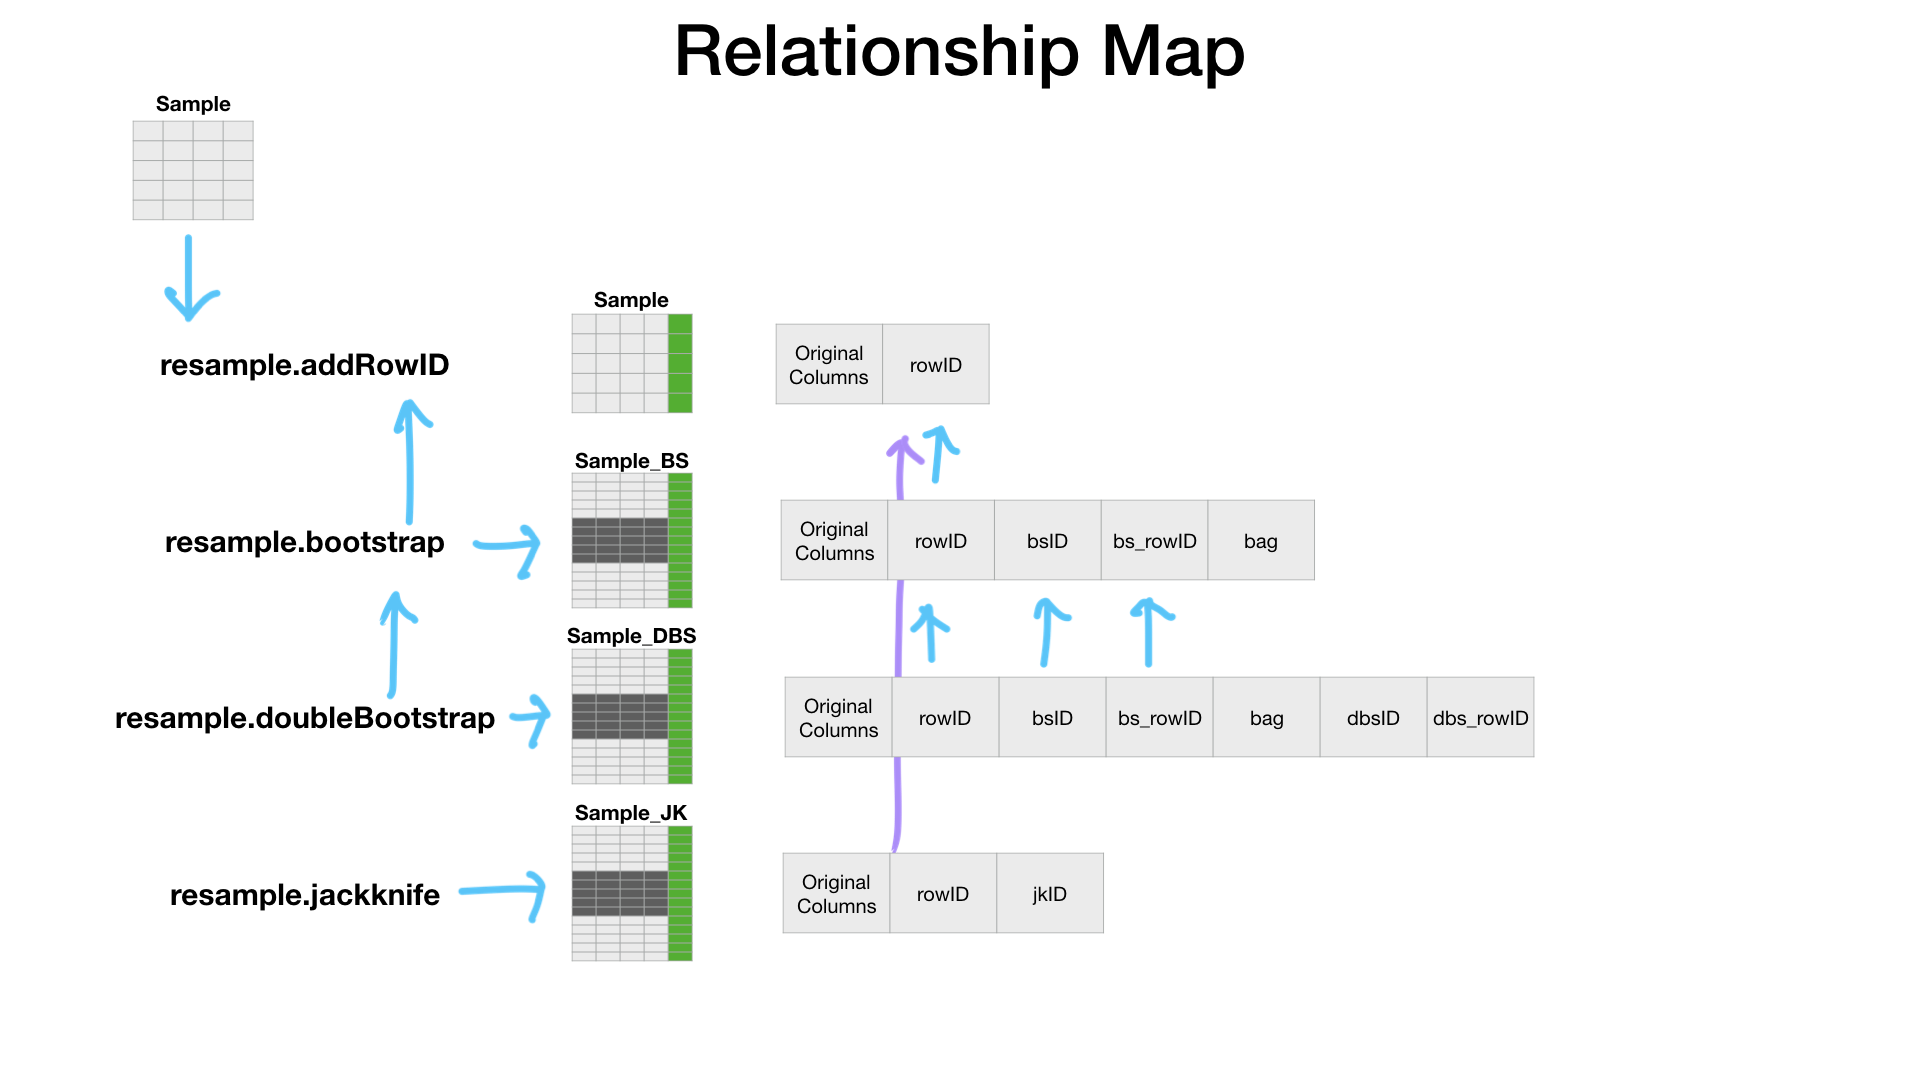 Relationship Map
Sample
resample.addRowID
Sample
Original
Columns
rowID
resample.bootstrap
Sample_BS
Original
Columns
rowID
bsID
bs_rowID
bag
resample.doubleBootstrap
Sample_DBS
Original
Columns
rowID
bsID
bs_rowID
bag
dbsID
dbs_rowID
resample.jackknife
Sample_JK
Original
Columns
rowID
jkID